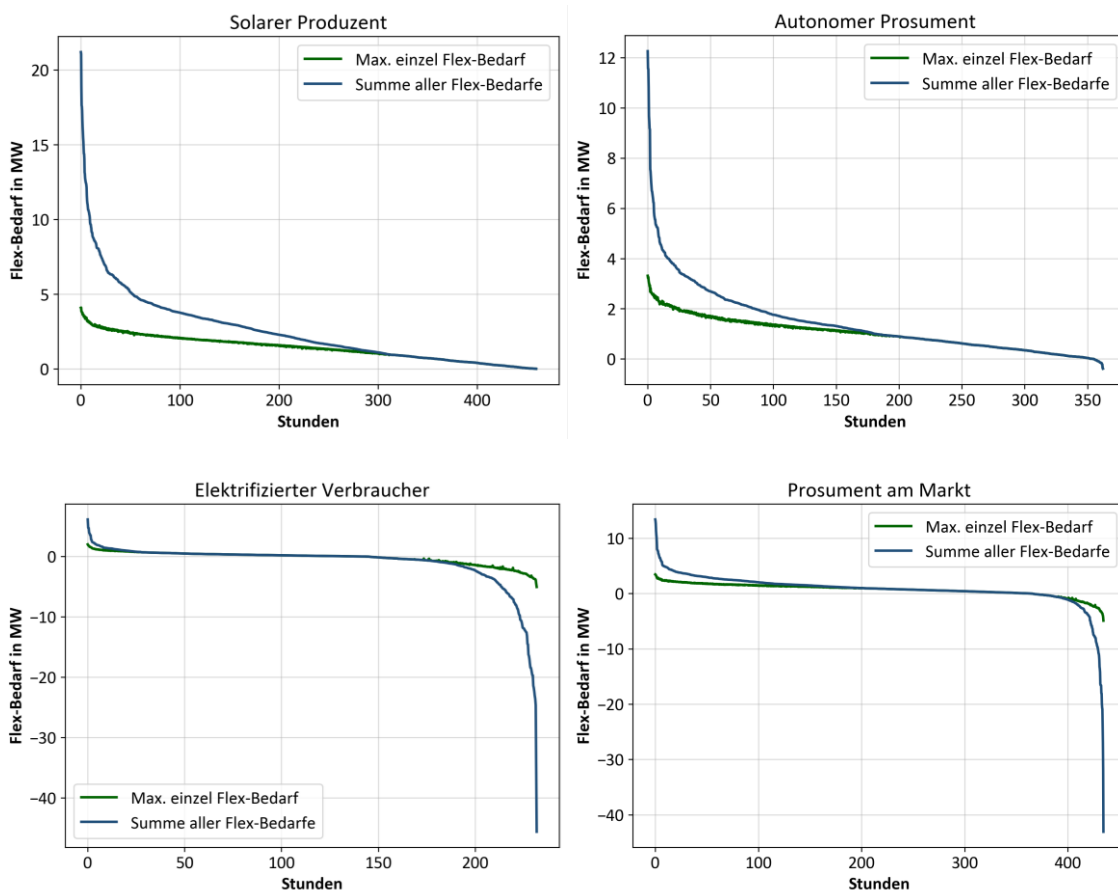 Solarer Produzent
Max. einzel Flex-Bedarf
Summe aller Flex-Bedarfe
Flex-Bedarf in MW
20
15
10
5
0
0 100 200 300 400
Stunden
Autonomer Prosument
Max. einzel Flex-Bedarf
Summe aller Flex-Bedarfe
Flex-Bedarf in MW
12
10
8
6
4
2
0
0 50 100 150 200 250 300 350
Stunden
Elektrifizierter Verbraucher
Flex-Bedarf in MW
0
−10
−20
−30
−40
Max. einzel Flex-Bedarf
Summe aller Flex-Bedarfe
0 50 100 150 200
Stunden
Prosument am Markt
Max. einzel Flex-Bedarf
Summe aller Flex-Bedarfe
Flex-Bedarf in MW
10
0
−10
−20
−30
−40
0 100 200 300 400
Stunden